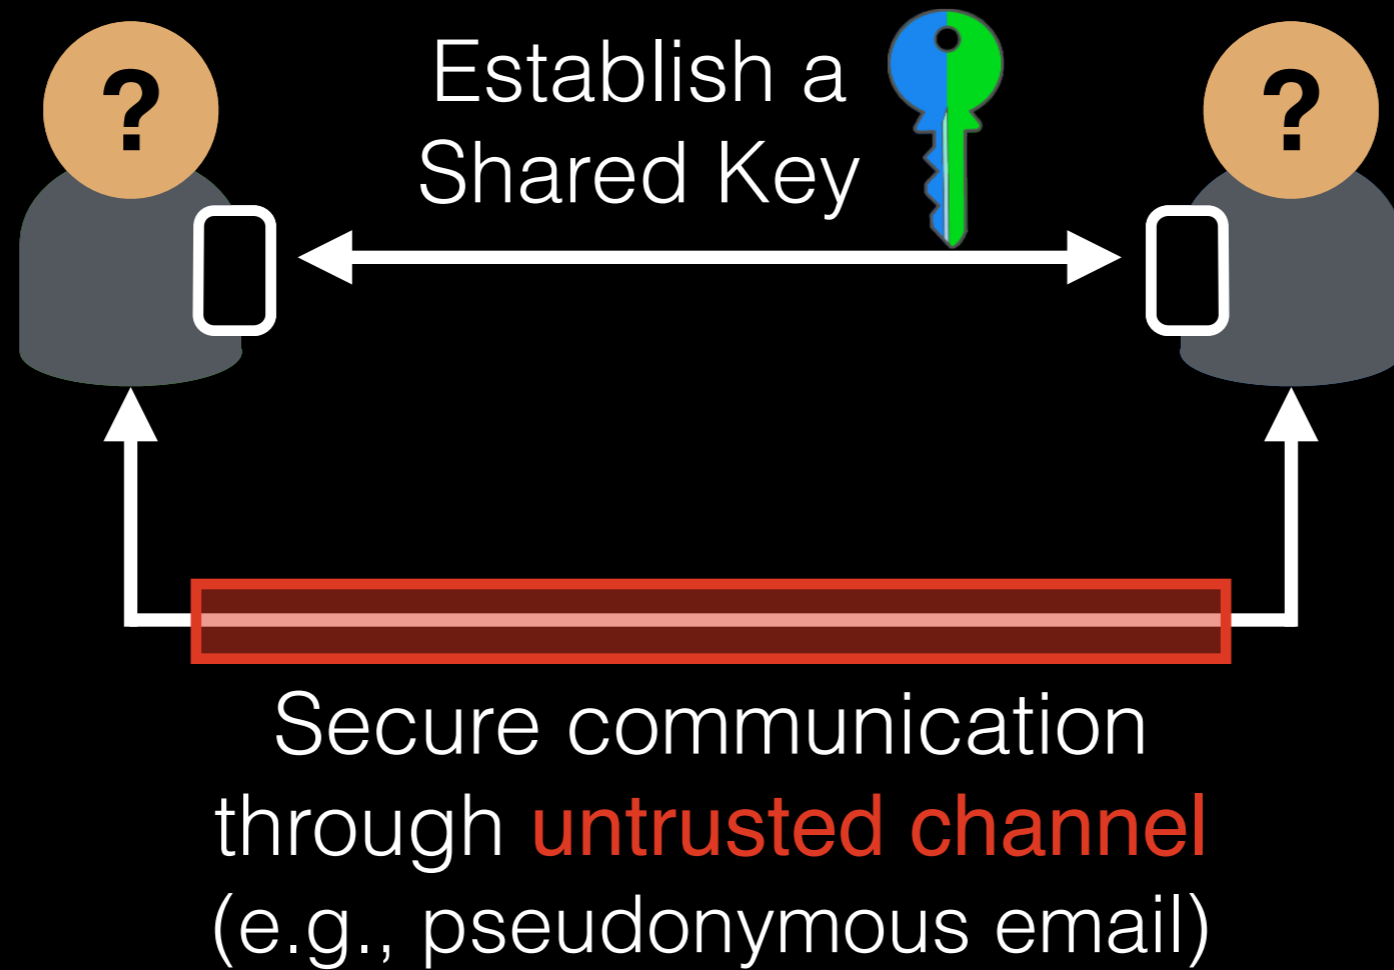 ?
Establish a
Shared Key
?
Secure communication
through untrusted channel
(e.g., pseudonymous email)